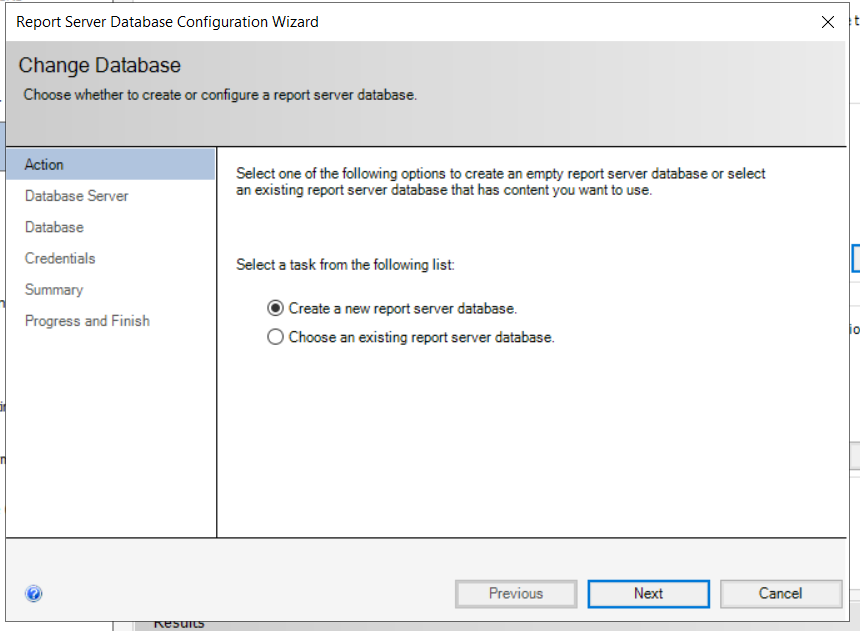 Report Server Database Configuration Wizard
Change Database
Choose whether to create or configure a report server database.
Action
Database Server
Database
Credentials
Summary
Progress and Finish
Select one of the following options to create an empty report server database or select
an existing report server database that has content you want to use.
Select a task from the following list:
Create a new report server database.
Choose an existing report server database.
Previous
Next
Cancel
Results